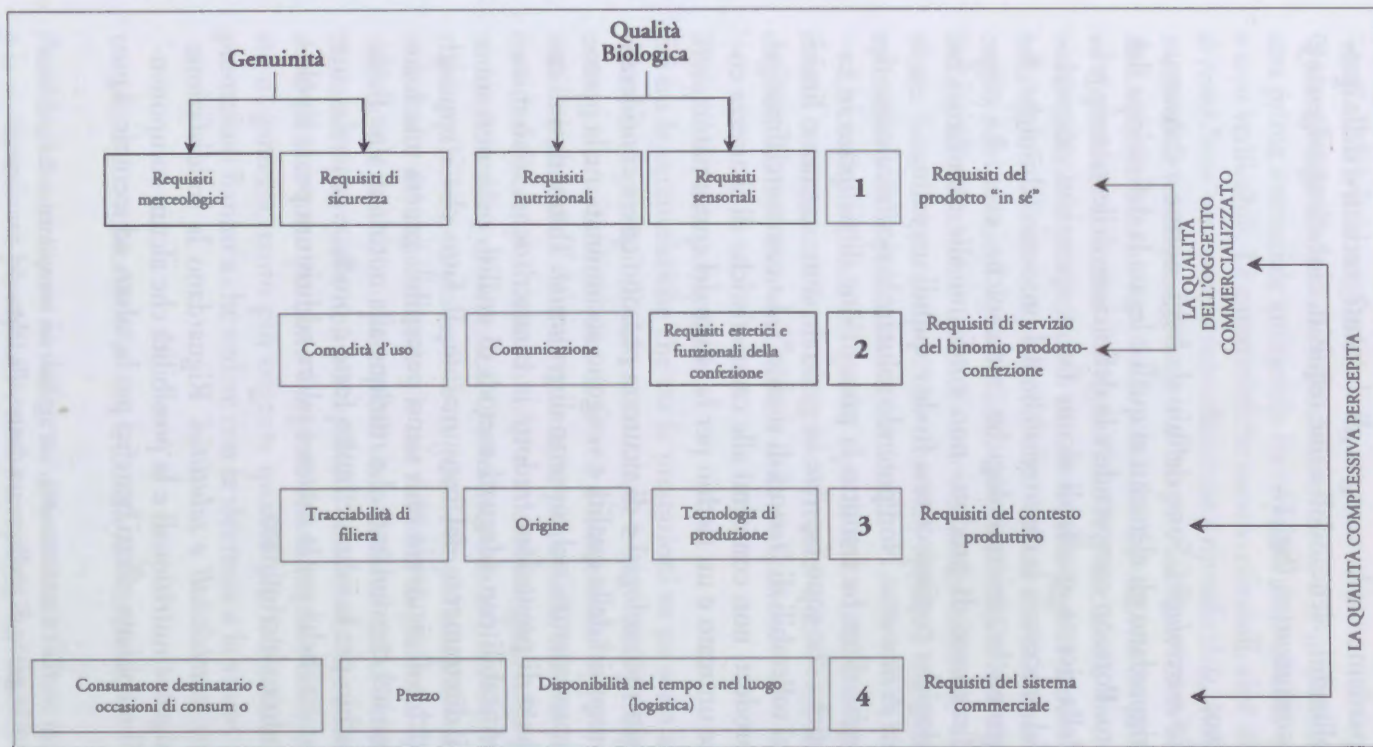 Genuinità
Qualità
Biologica
Requisiti
merceologici
Requisiti di
sicurezza
Requisiti
nutrizionali
Requisiti
sensoriali
1
Requisiti del
prodotto "in sé"
Comodità d'uso
Comunicazione
Requisiti estetici e
funzionali della
confezione
2
Requisiti di servizio
del binomio prodotto-
confezione
LA QUALITÀ
DELL'OGGETTO
COMMERCIALIZZATO
Tracciabilità di
filiera
Origine
Tecnologia di
produzione
3
Requisiti del contesto
produttivo
Consumatore destinatario e
occasioni di consum o
Prezzo
Disponibilità nel tempo e nel luogo
(logistica)
4
Requisiti del sistema
commerciale
LA QUALITÀ COMPLESSIVA PERCEPITA